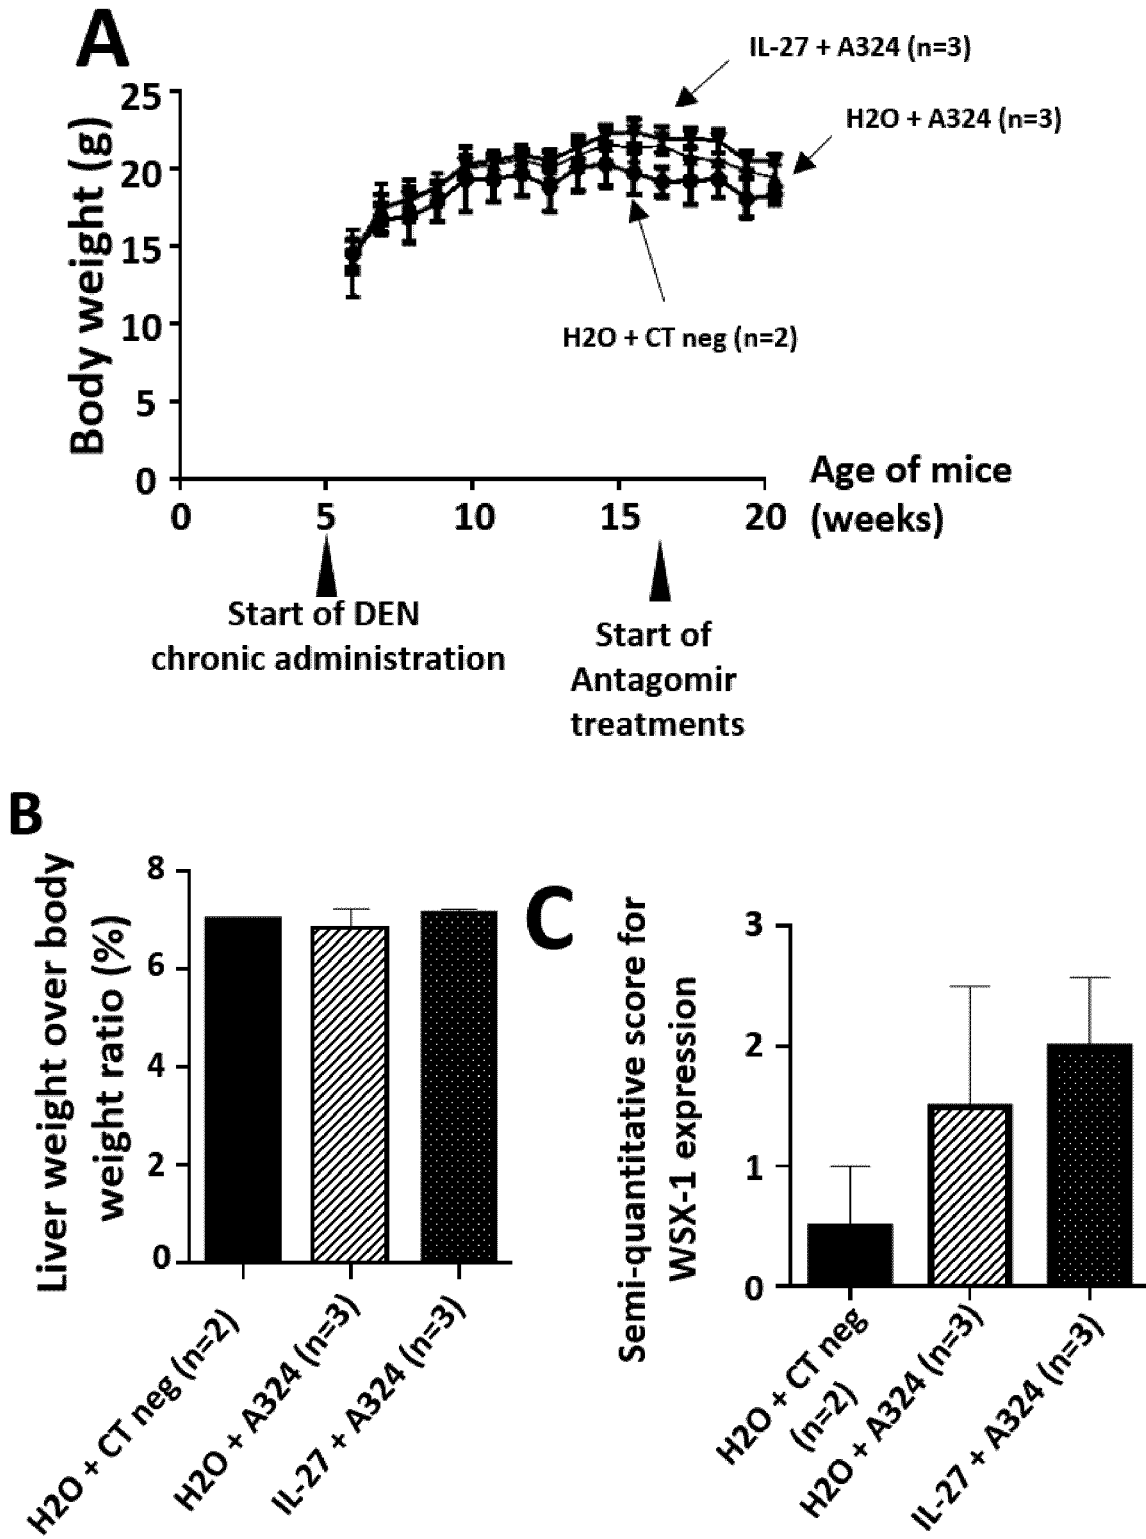 A
IL-27 + A324 (n=3)
H2O + A324 (n=3)
H2O + CT neg (n=2)
Body weight (g)
25
20
15
10
5
0
0
5
10
15
20
Age of mice
(weeks)
Start of DEN
chronic administration
Start of
Antagomir
treatments
B
Liver weight over body
weight ratio (%)
8
6
4
2
0
H2O + CT neg (n=2)
H2O + A324 (n=3)
IL-27 + A324 (n=3)
C
Semi-quantitative score for
WSX-1 expression
3
2
1
0
H2O + CT neg
(n=2)
H2O + A324 (n=3)
IL-27 + A324 (n=3)